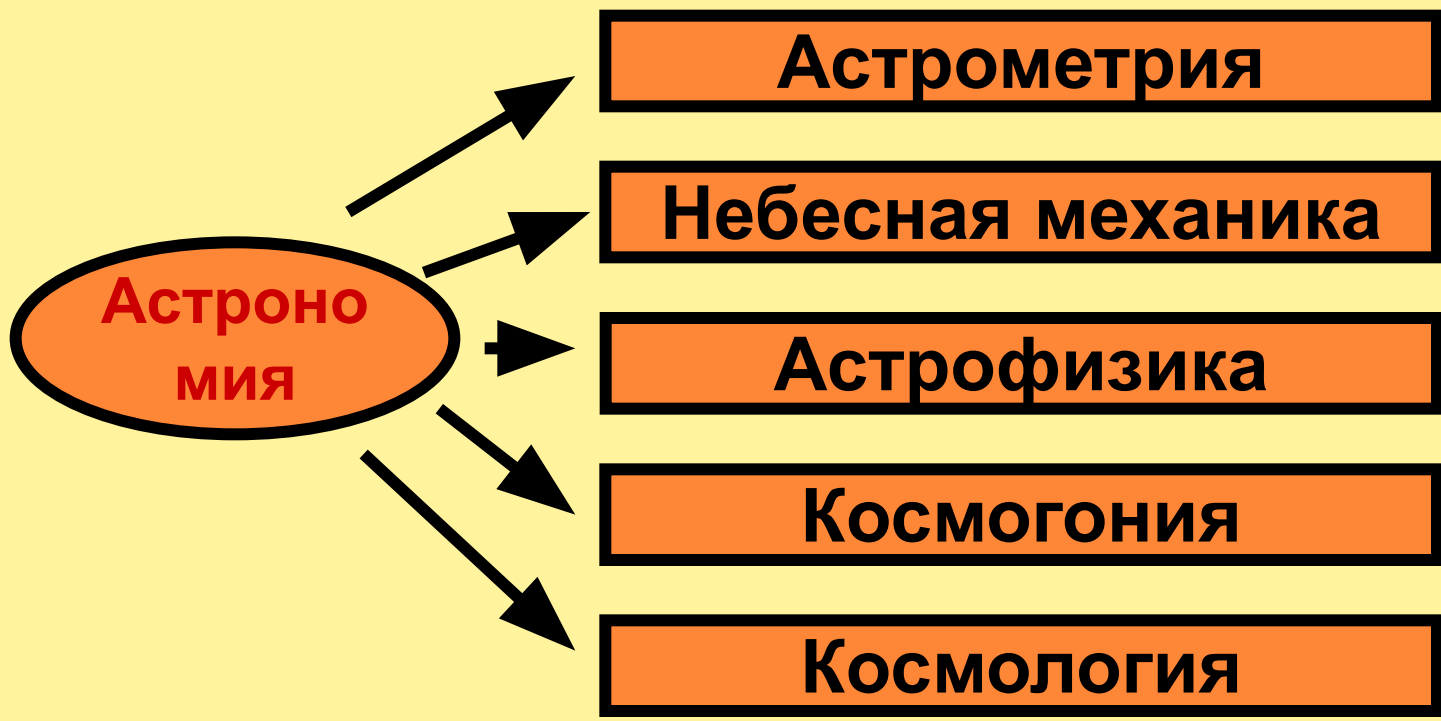 Астрометрия
Небесная механика
Астроно
мия
Астрофизика
Космогония
Космология